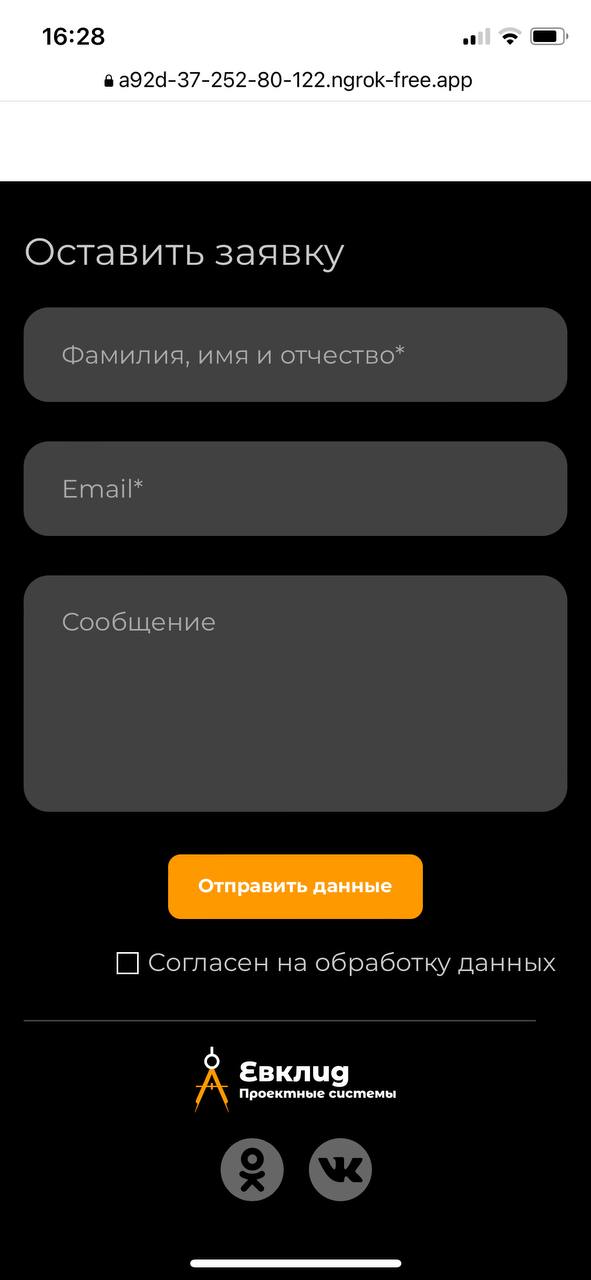 16:28
a92d-37-252-80-122.ngrok-free.app
Оставить заявку
Фамилия, имя и отчество*
Email*
Сообщение
Отправить данные
Согласен на обработку данных
Евклид
Проектные системы